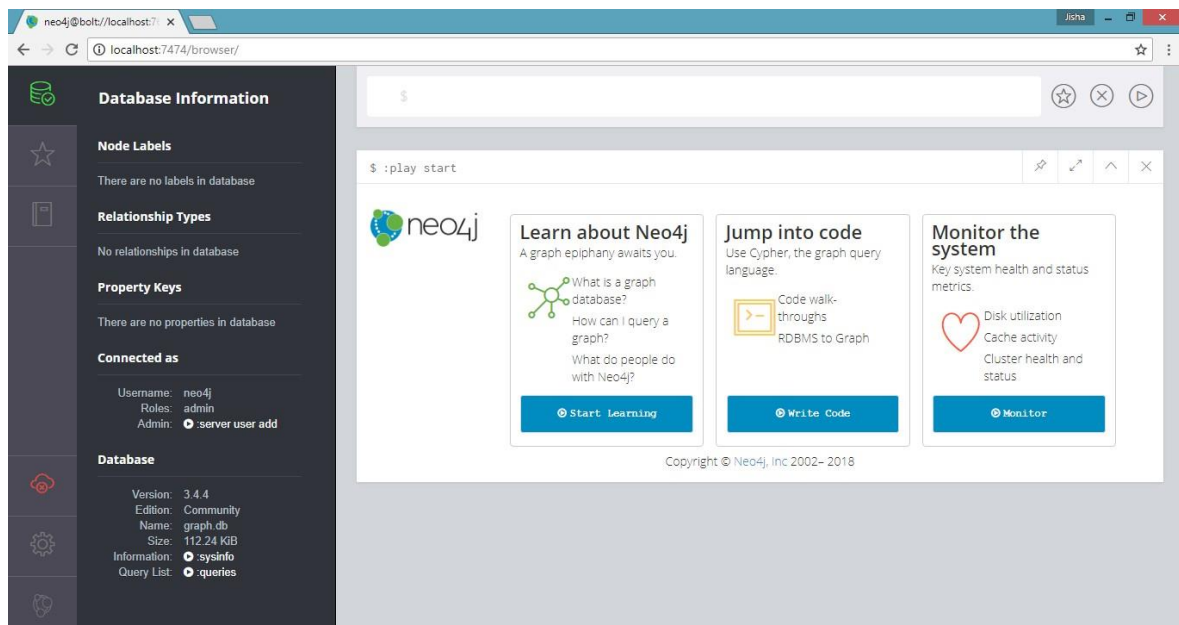 neo4j@bolt://localhost:7
Jisha
localhost:7474/browser/
Database Information
Node Labels
There are no labels in database
Relationship Types
No relationships in database
Property Keys
There are no properties in database
Connected as
Username: neo4j
Roles: admin
Admin: :server user add
Database
Version: 3.4.4
Edition: Community
Name: graph.db
Size: 112.24 KiB
Information: :sysinfo
Query List: :queries
$
$ :play start
neo4j
Learn about Neo4j
A graph epiphany awaits you.
What is a graph
database?
How can I query a
graph?
What do people do
with Neo4j?
Start Learning
Jump into code
Use Cypher, the graph query
language.
Code walk-
throughs
RDBMS to Graph
Write Code
Monitor the
system
Key system health and status
metrics.
Disk utilization
Cache activity
Cluster health and
status
Monitor
Copyright © Neo4j, Inc 2002– 2018